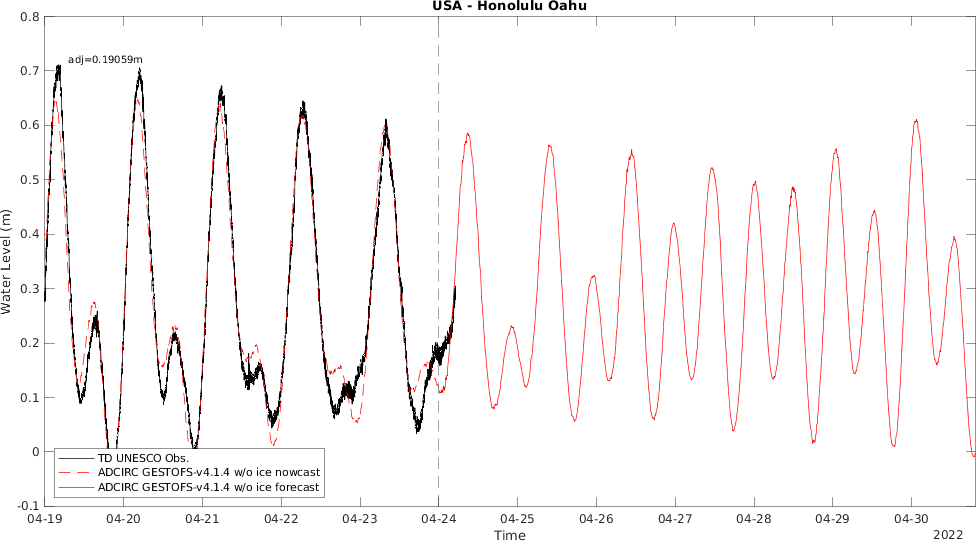 USA - Honolulu Oahu
adj=0.19059m
Water Level (m)
0.8
0.7
0.6
0.5
0.4
0.3
0.2
0.1
0
-0.1
TD UNESCO Obs.
ADCIRC GESTOFS-v4.1.4 w/o ice nowcast
ADCIRC GESTOFS-v4.1.4 w/o ice forecast
04-19 04-20 04-21 04-22 04-23 04-24 04-25 04-26 04-27 04-28 04-29 04-30
Time
2022